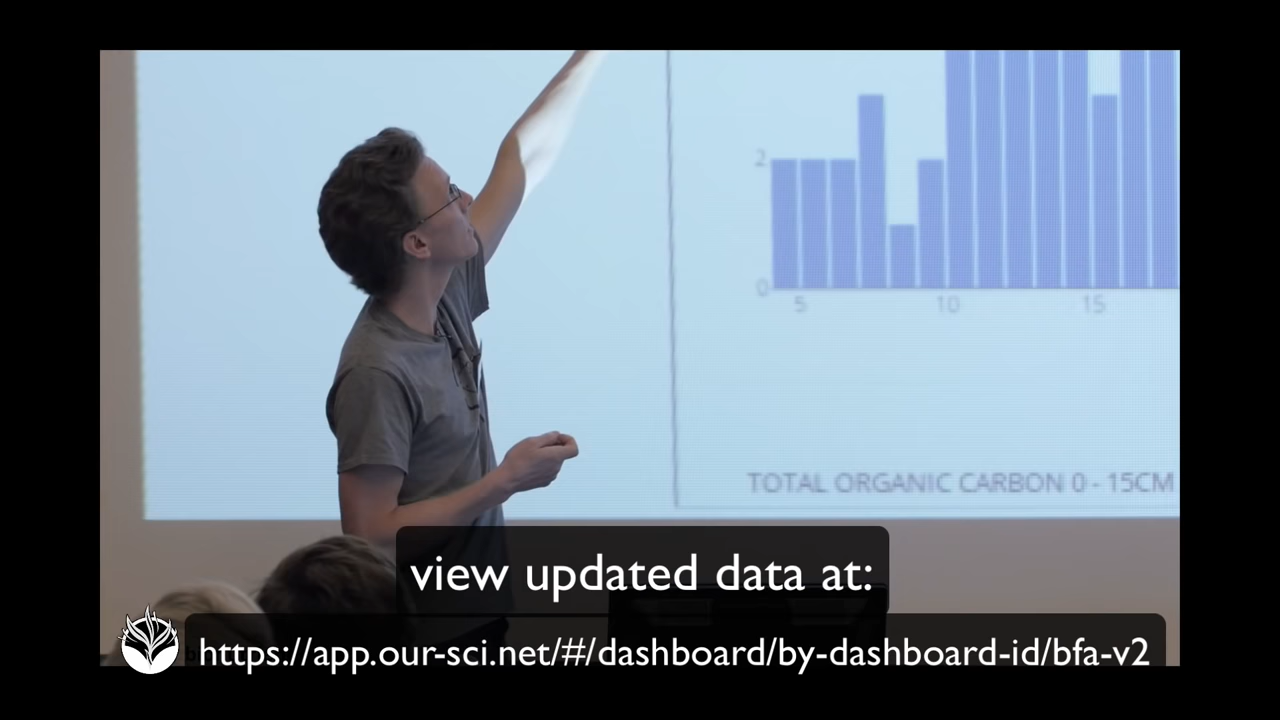 2
0
5 10 15
TOTAL ORGANIC CARBON 0 - 15CM
view updated data at:
https://app.our-sci.net/#/dashboard/by-dashboard-id/bfa-v2